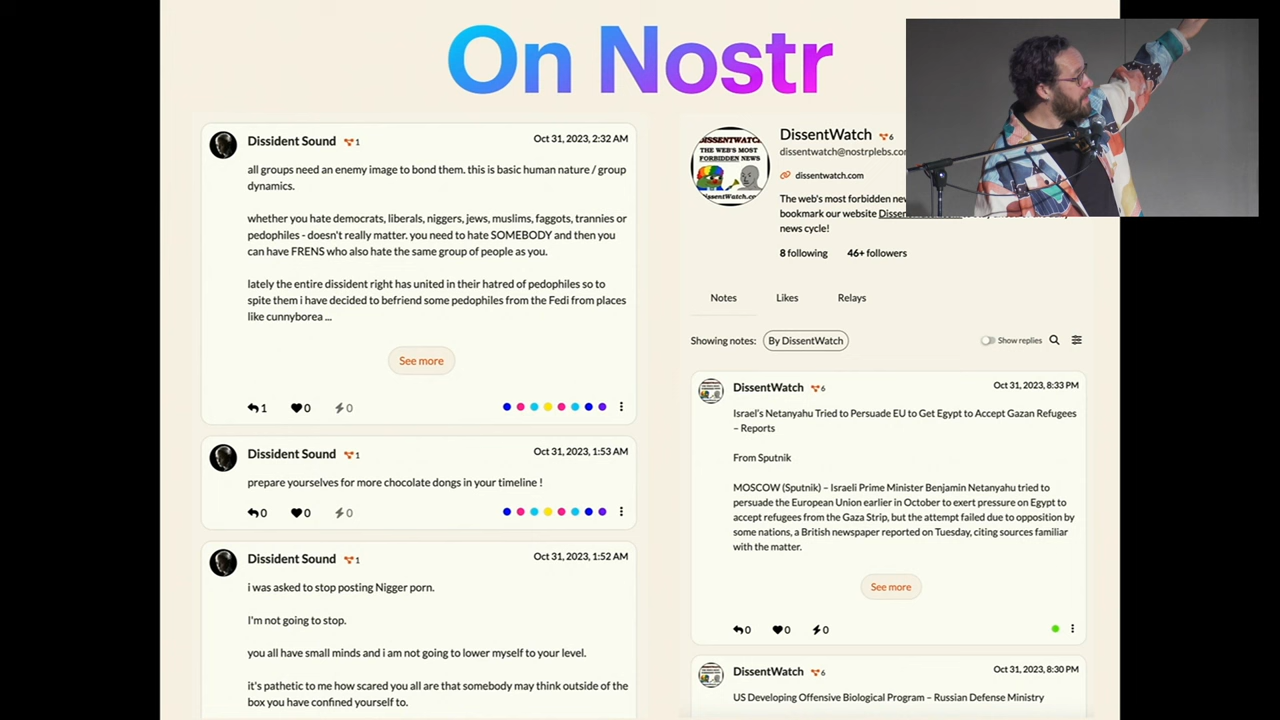 On Nostr
Dissident Sound 1 Oct 31, 2023, 2:32 AM
all groups need an enemy image to bond them. this is basic human nature / group
dynamics.
whether you hate democrats, liberals, niggers, jews, muslims, faggots, trannies or
pedophiles - doesn't really matter. you need to hate SOMEBODY and then you
can have FRENS who also hate the same group of people as you.
lately the entire dissident right has united in their hatred of pedophiles so to
spite them i have decided to befriend some pedophiles from the Fedi from places
like cunnyborea ...
See more
1 0 0
Dissident Sound 1 Oct 31, 2023, 1:53 AM
prepare yourselves for more chocolate dongs in your timeline !
0 0 0
Dissident Sound 1 Oct 31, 2023, 1:52 AM
i was asked to stop posting Nigger porn.
I'm not going to stop.
you all have small minds and i am not going to lower myself to your level.
it's pathetic to me how scared you all are that somebody may think outside of the
box you have confined yourself to.
DISSENTWATCH
THE WEB'S MOST
FORBIDDEN NEWS
DissentWatch.co
DissentWatch 6
dissentwatch@nostrplebs.co
dissentwatch.com
The web's most forbidden
bookmark our website
news cycle!
8 following 46+ followers
Notes Likes Relays
Showing notes: By DissentWatch Show replies
DissentWatch 6 Oct 31, 2023, 8:33 PM
Israel's Netanyahu Tried to Persuade EU to Get Egypt to Accept Gazan Refugees
– Reports
From Sputnik
MOSCOW (Sputnik) – Israeli Prime Minister Benjamin Netanyahu tried to
persuade the European Union earlier in October to exert pressure on Egypt to
accept refugees from the Gaza Strip, but the attempt failed due to opposition by
some nations, a British newspaper reported on Tuesday, citing sources familiar
with the matter.
See more
0 0 0
DissentWatch 6 Oct 31, 2023, 8:30 PM
US Developing Offensive Biological Program – Russian Defense Ministry